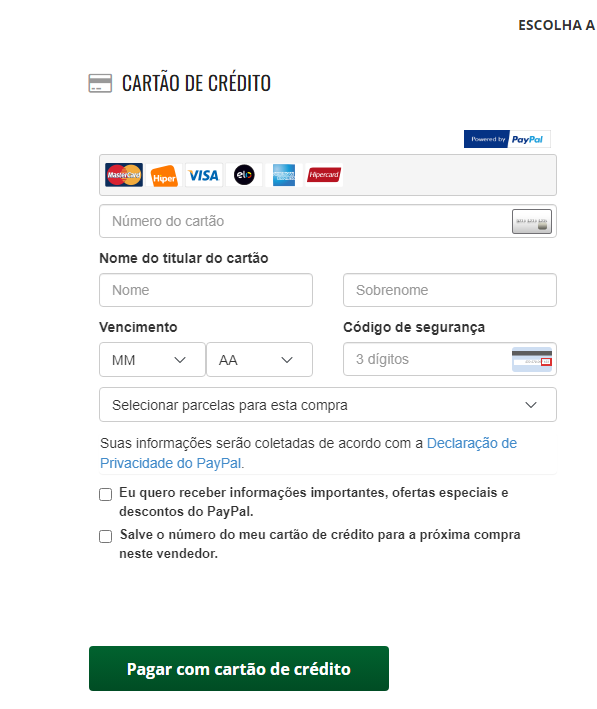 ESCOLHA A
CARTÃO DE CRÉDITO
Powered by PayPal
MasterCard Hiper VISA elo Hipercard
Número do cartão
Nome do titular do cartão
Nome Sobrenome
Vencimento Código de segurança
MM AA 3 dígitos
Selecionar parcelas para esta compra
Suas informações serão coletadas de acordo com a Declaração de
Privacidade do PayPal.
Eu quero receber informações importantes, ofertas especiais e
descontos do PayPal.
Salve o número do meu cartão de crédito para a próxima compra
neste vendedor.
Pagar com cartão de crédito